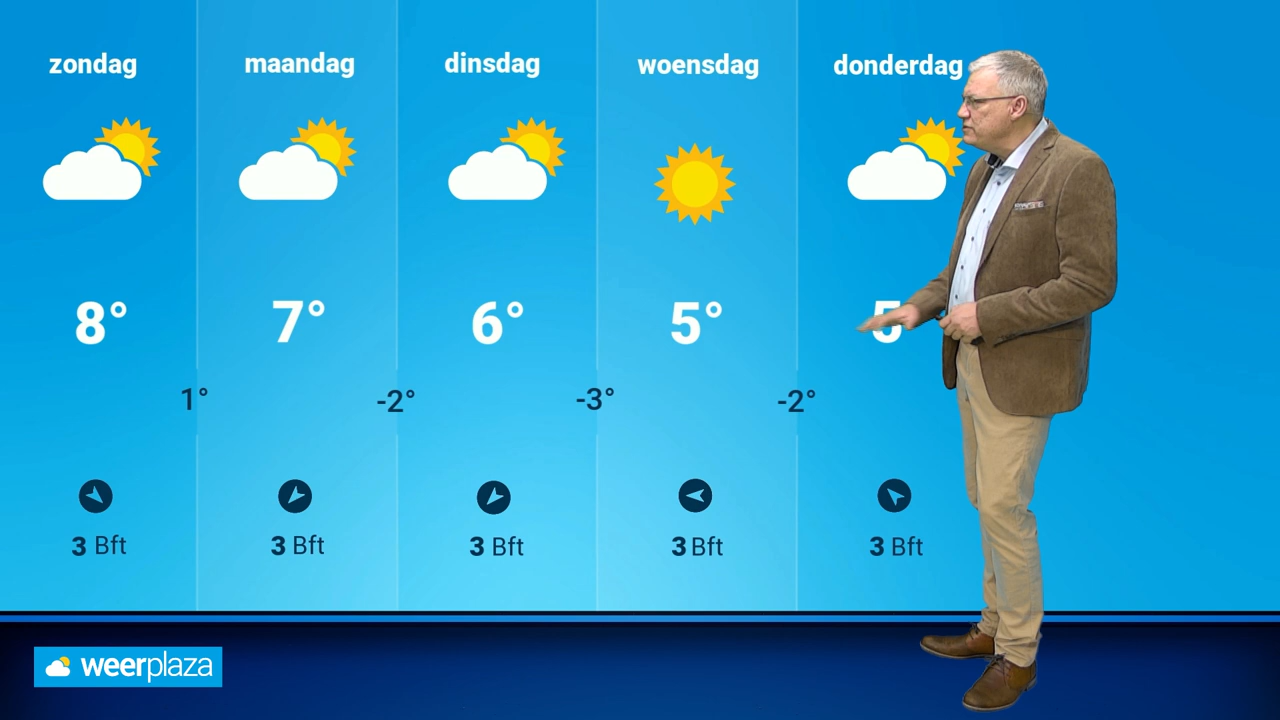 zondag maandag dinsdag woensdag donderdag
8° 7° 6° 5° 5
1° -2° -3° -2°
3 Bft 3 Bft 3 Bft 3 Bft 3 Bft
weerplaza